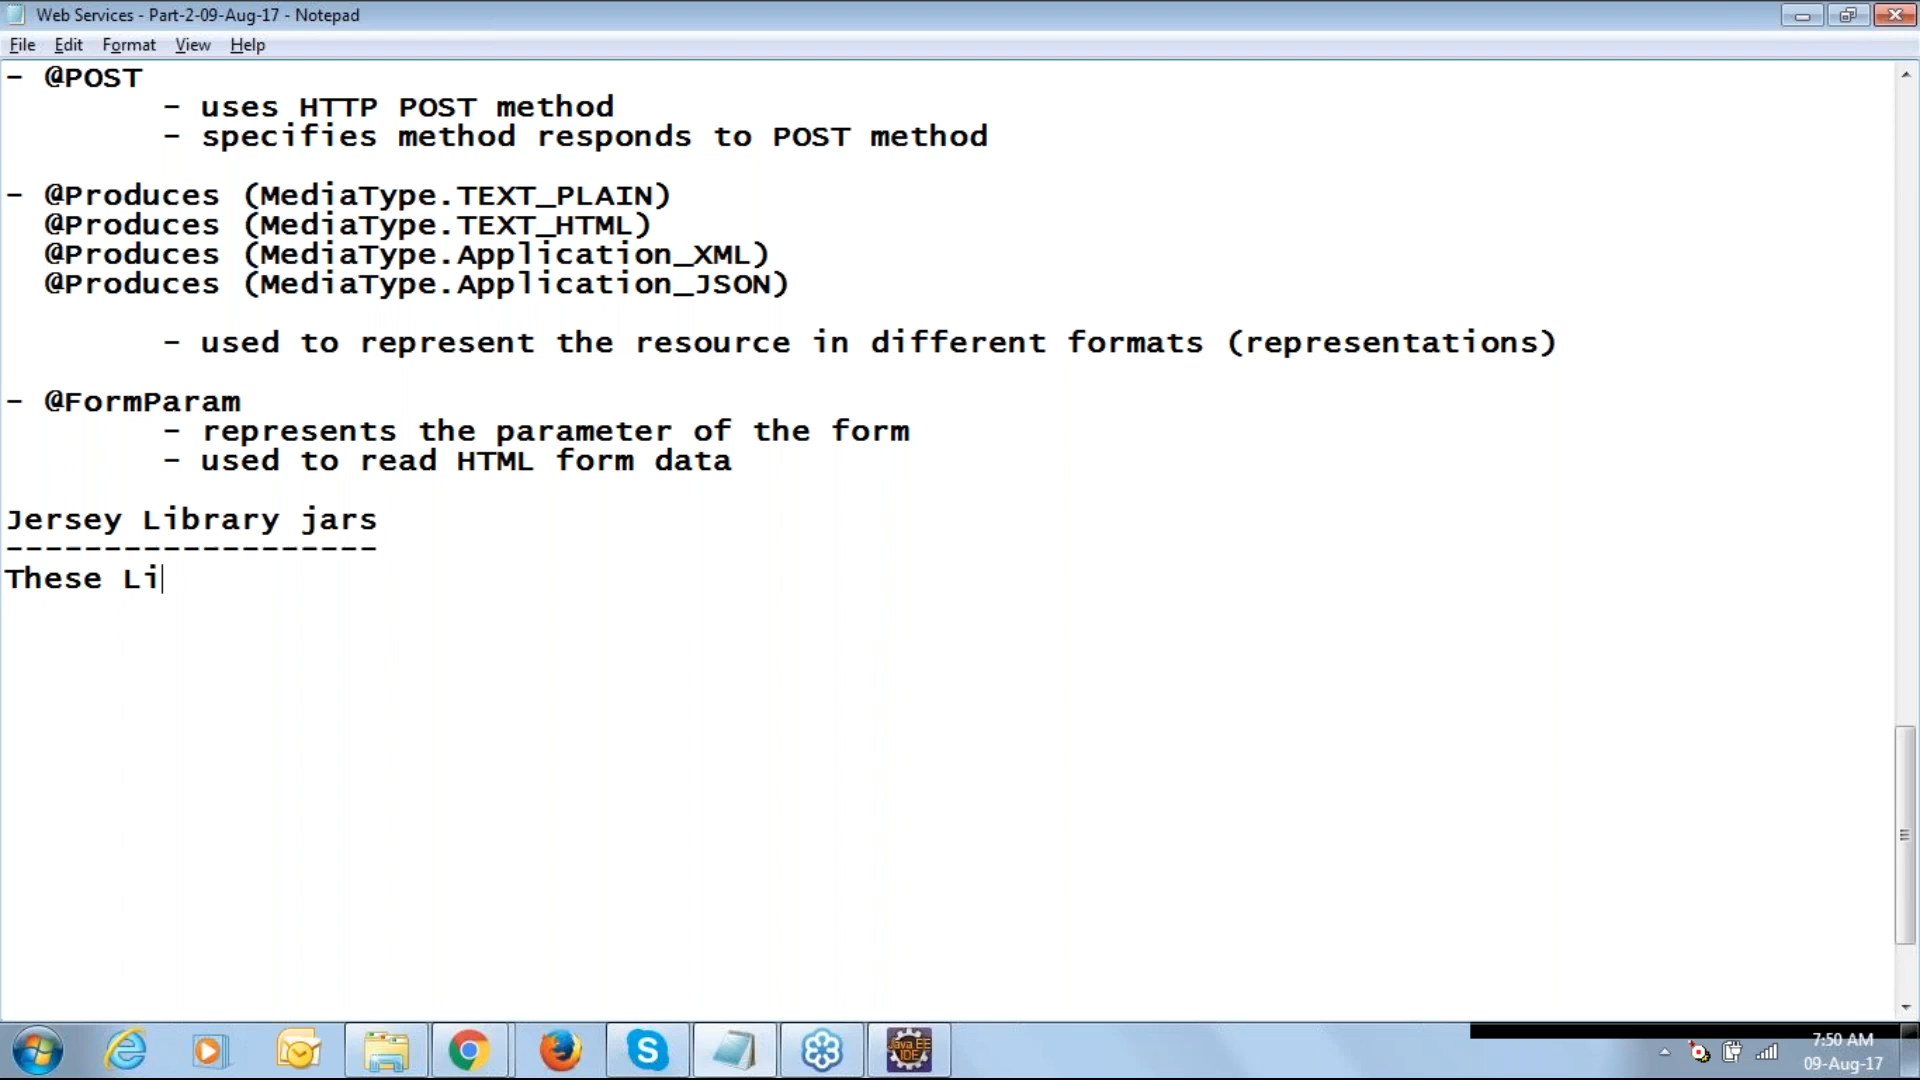 Web Services - Part-2-09-Aug-17 - Notepad
File Edit Format View Help
- @POST
- uses HTTP POST method
- specifies method responds to POST method
- @Produces (MediaType.TEXT_PLAIN)
@Produces (MediaType.TEXT_HTML)
@Produces (MediaType.Application_XML)
@Produces (MediaType.Application_JSON)
- used to represent the resource in different formats (representations)
- @FormParam
- represents the parameter of the form
- used to read HTML form data
Jersey Library jars
-------------------
These Li
Java EE
IDE
7:50 AM
09-Aug-17